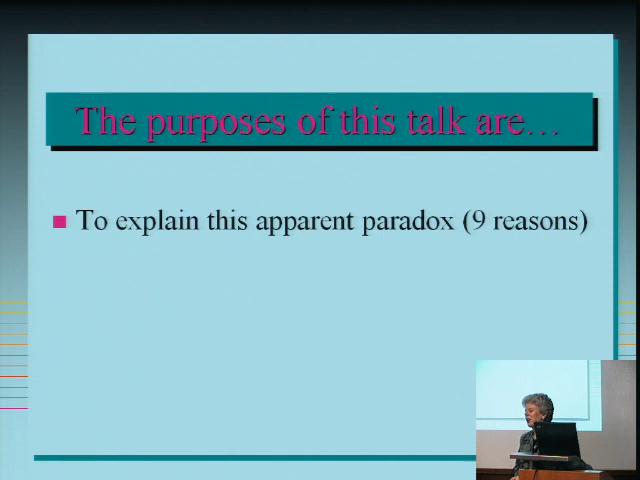 The purposes of this talk are…
To explain this apparent paradox (9 reasons)